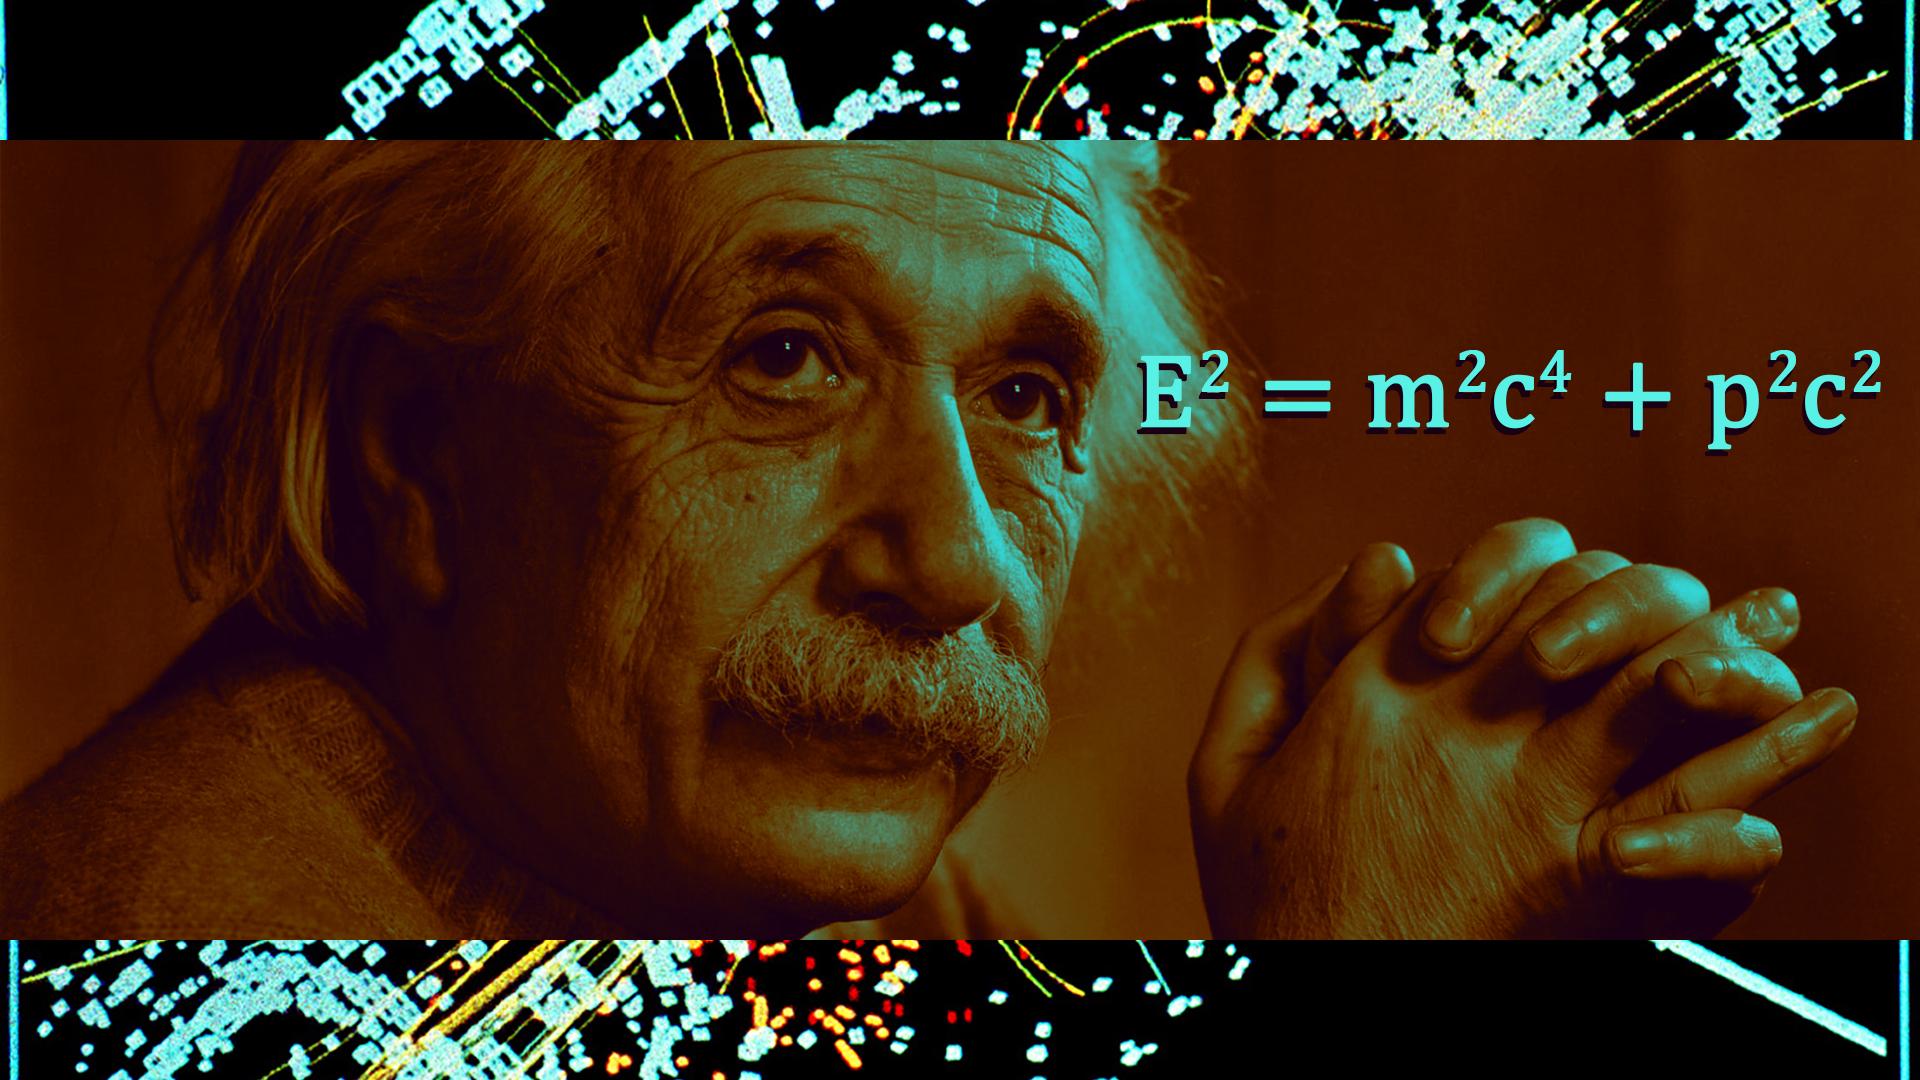 E² = m²c⁴ + p²c²